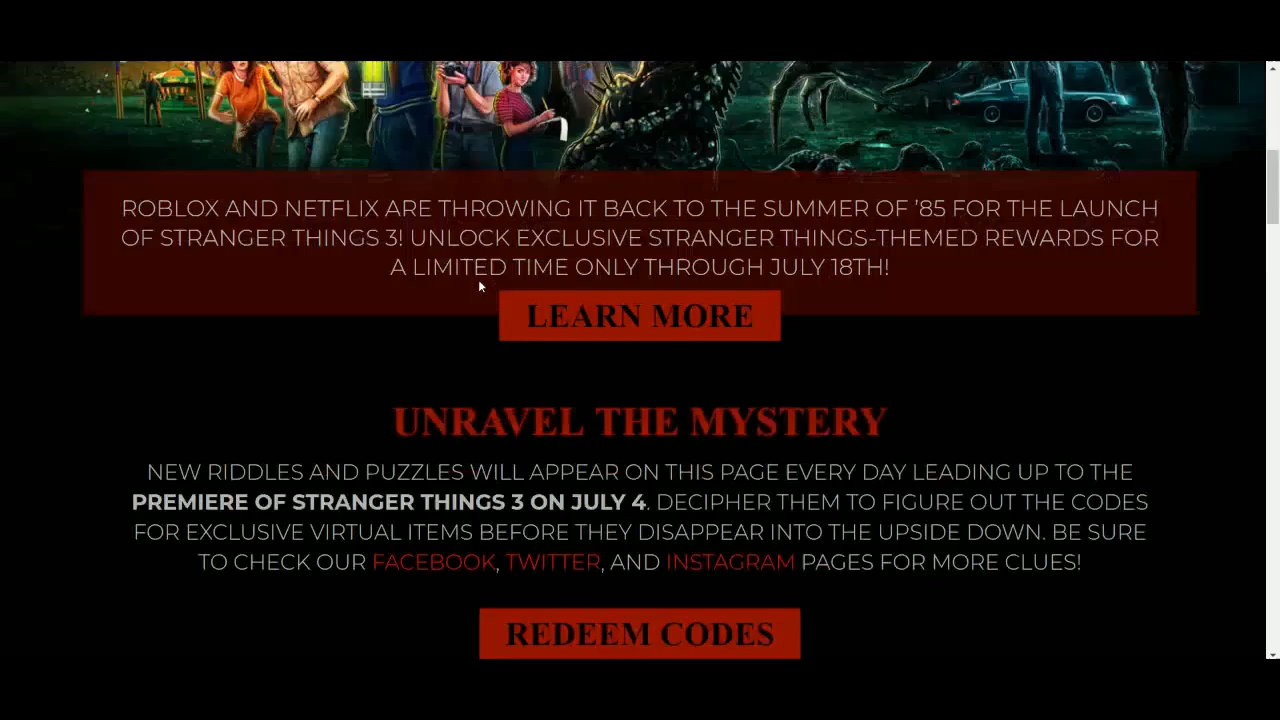 ROBLOX AND NETFLIX ARE THROWING IT BACK TO THE SUMMER OF ’85 FOR THE LAUNCH
OF STRANGER THINGS 3! UNLOCK EXCLUSIVE STRANGER THINGS-THEMED REWARDS FOR
A LIMITED TIME ONLY THROUGH JULY 18TH!
LEARN MORE
UNRAVEL THE MYSTERY
NEW RIDDLES AND PUZZLES WILL APPEAR ON THIS PAGE EVERY DAY LEADING UP TO THE
PREMIERE OF STRANGER THINGS 3 ON JULY 4. DECIPHER THEM TO FIGURE OUT THE CODES
FOR EXCLUSIVE VIRTUAL ITEMS BEFORE THEY DISAPPEAR INTO THE UPSIDE DOWN. BE SURE
TO CHECK OUR FACEBOOK, TWITTER, AND INSTAGRAM PAGES FOR MORE CLUES!
REDEEM CODES